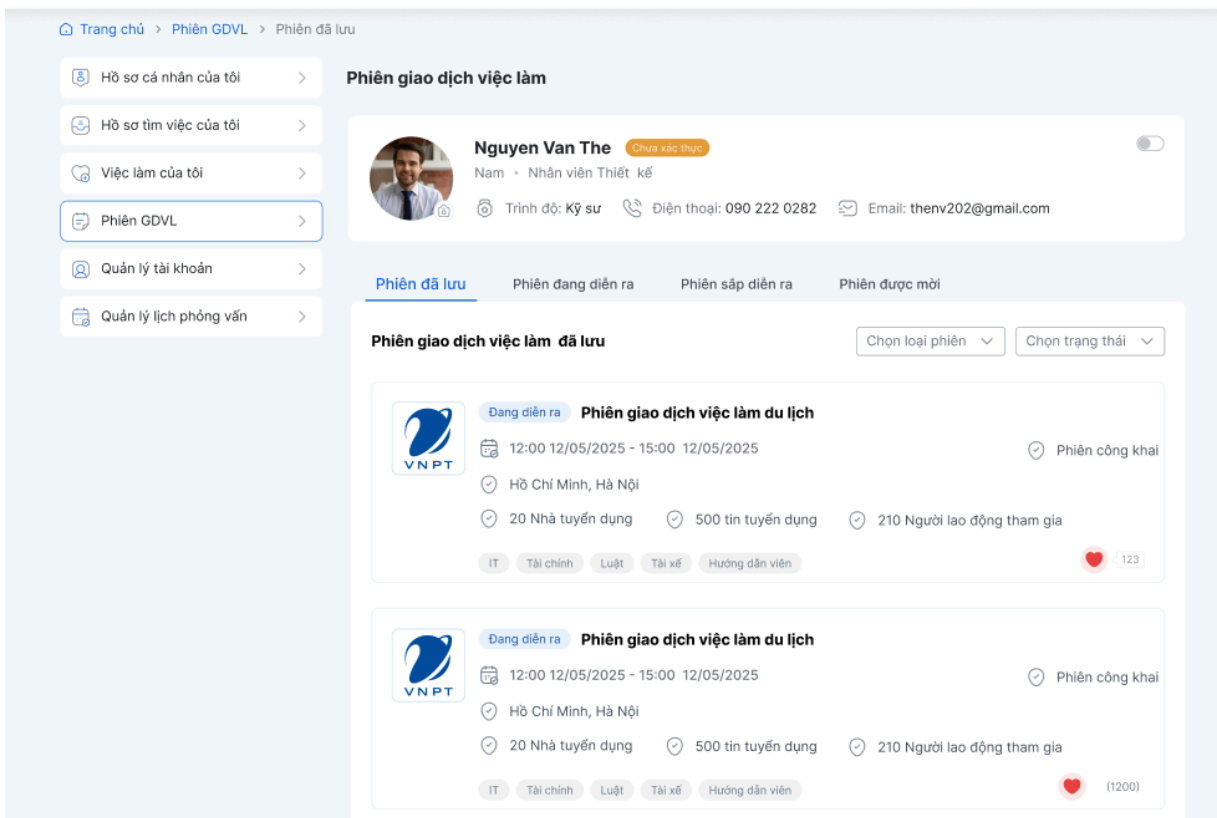 Trang chủ > Phiên GDVL > Phiên đã lưu
Hồ sơ cá nhân của tôi
Hồ sơ tìm việc của tôi
Việc làm của tôi
Phiên GDVL
Quản lý tài khoản
Quản lý lịch phỏng vấn
Phiên giao dịch việc làm
Nguyen Van The Chưa xác thực
Nam • Nhân viên Thiết kế
Trình độ: Kỹ sư Điện thoại: 090 222 0282 Email: thenv202@gmail.com
Phiên đã lưu Phiên đang diễn ra Phiên sắp diễn ra Phiên được mời
Phiên giao dịch việc làm đã lưu Chọn loại phiên Chọn trạng thái
VNPT
Đang diễn ra Phiên giao dịch việc làm du lịch
12:00 12/05/2025 - 15:00 12/05/2025 Phiên công khai
Hồ Chí Minh, Hà Nội
20 Nhà tuyển dụng 500 tin tuyển dụng 210 Người lao động tham gia
IT Tài chính Luật Tài xế Hướng dẫn viên 123
VNPT
Đang diễn ra Phiên giao dịch việc làm du lịch
12:00 12/05/2025 - 15:00 12/05/2025 Phiên công khai
Hồ Chí Minh, Hà Nội
20 Nhà tuyển dụng 500 tin tuyển dụng 210 Người lao động tham gia
IT Tài chính Luật Tài xế Hướng dẫn viên (1200)